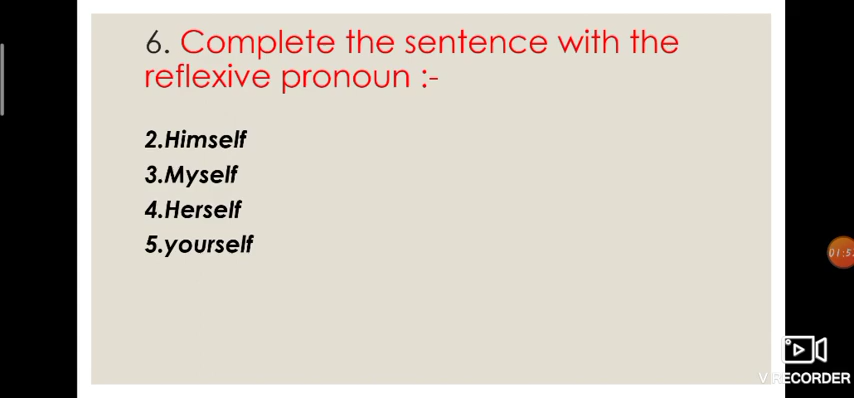 6. Complete the sentence with the
reflexive pronoun :-
2.Himself
3.Myself
4.Herself
5.yourself
V RECORDER